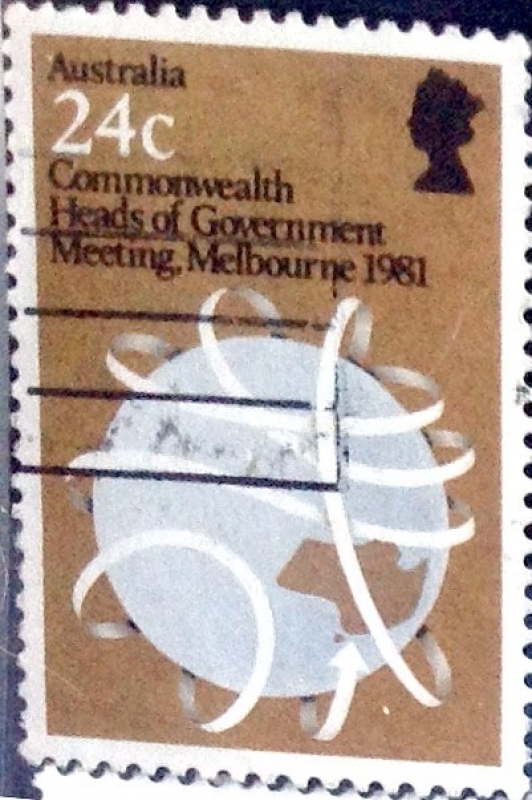 Australia
24c
Commonwealth
Heads of Government
Meeting, Melbourne 1981